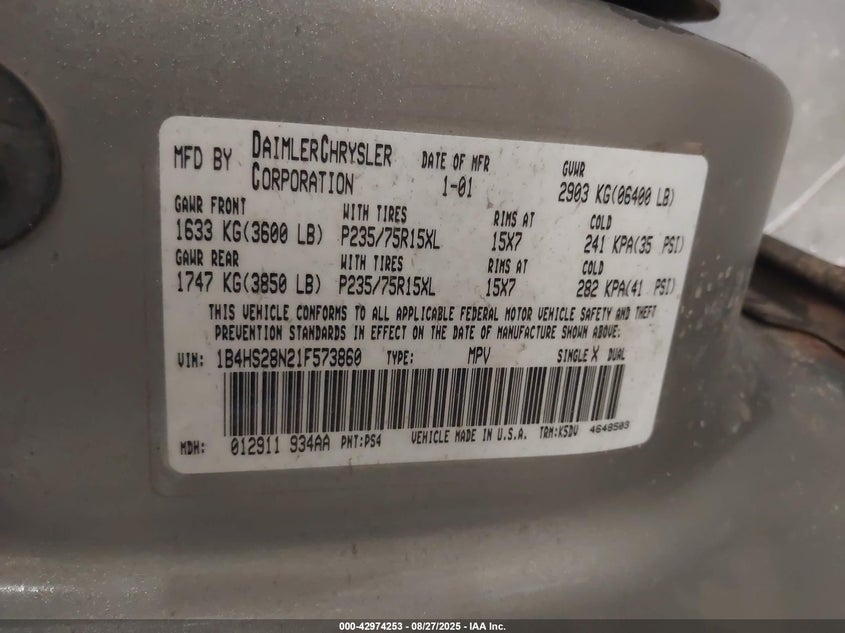 MFD BY DAIMLERCHRYSLER CORPORATION DATE OF MFR 1-01 GVWR 2903 KG(06400 LB)
GAWR FRONT WITH TIRES RIMS AT COLD
1633 KG(3600 LB) P235/75R15XL 15X7 241 KPA(35 PSI)
GAWR REAR WITH TIRES RIMS AT COLD
1747 KG(3850 LB) P235/75R15XL 15X7 282 KPA(41 PSI)
THIS VEHICLE CONFORMS TO ALL APPLICABLE FEDERAL MOTOR VEHICLE SAFETY AND THEFT
PREVENTION STANDARDS IN EFFECT ON THE DATE OF MANUFACTURE SHOWN ABOVE:
VIN: 1B4HS28N21F573860 TYPE: MPV SINGLE X DUAL
MDH: 012911 934AA PNT:PS4 VEHICLE MADE IN U.S.A. TRM:K5DV 4648503
000-42974253 - 08/27/2025 - IAA Inc.